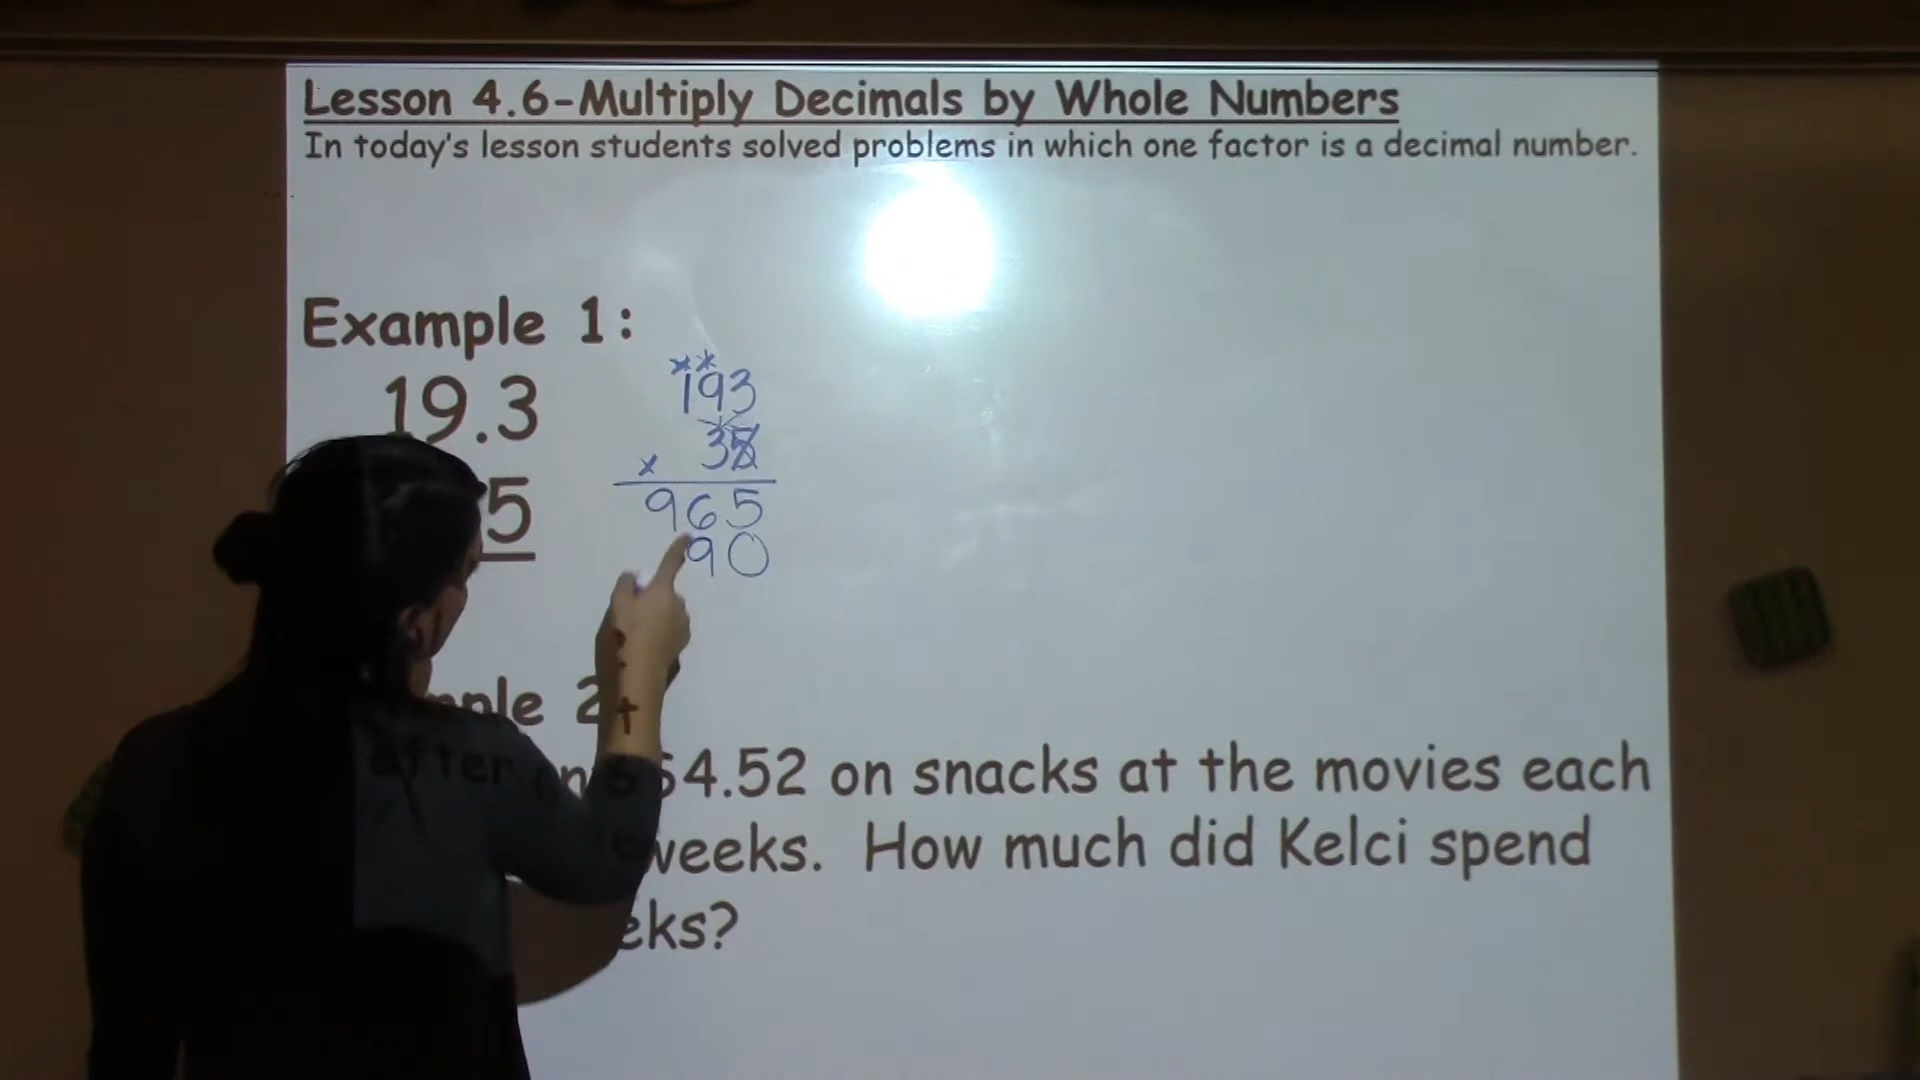 Lesson 4.6-Multiply Decimals by Whole Numbers
In today's lesson students solved problems in which one factor is a decimal number.
Example 1:
19.3
5
193
x 35
965
90
4.52 on snacks at the movies each
weeks. How much did Kelci spend